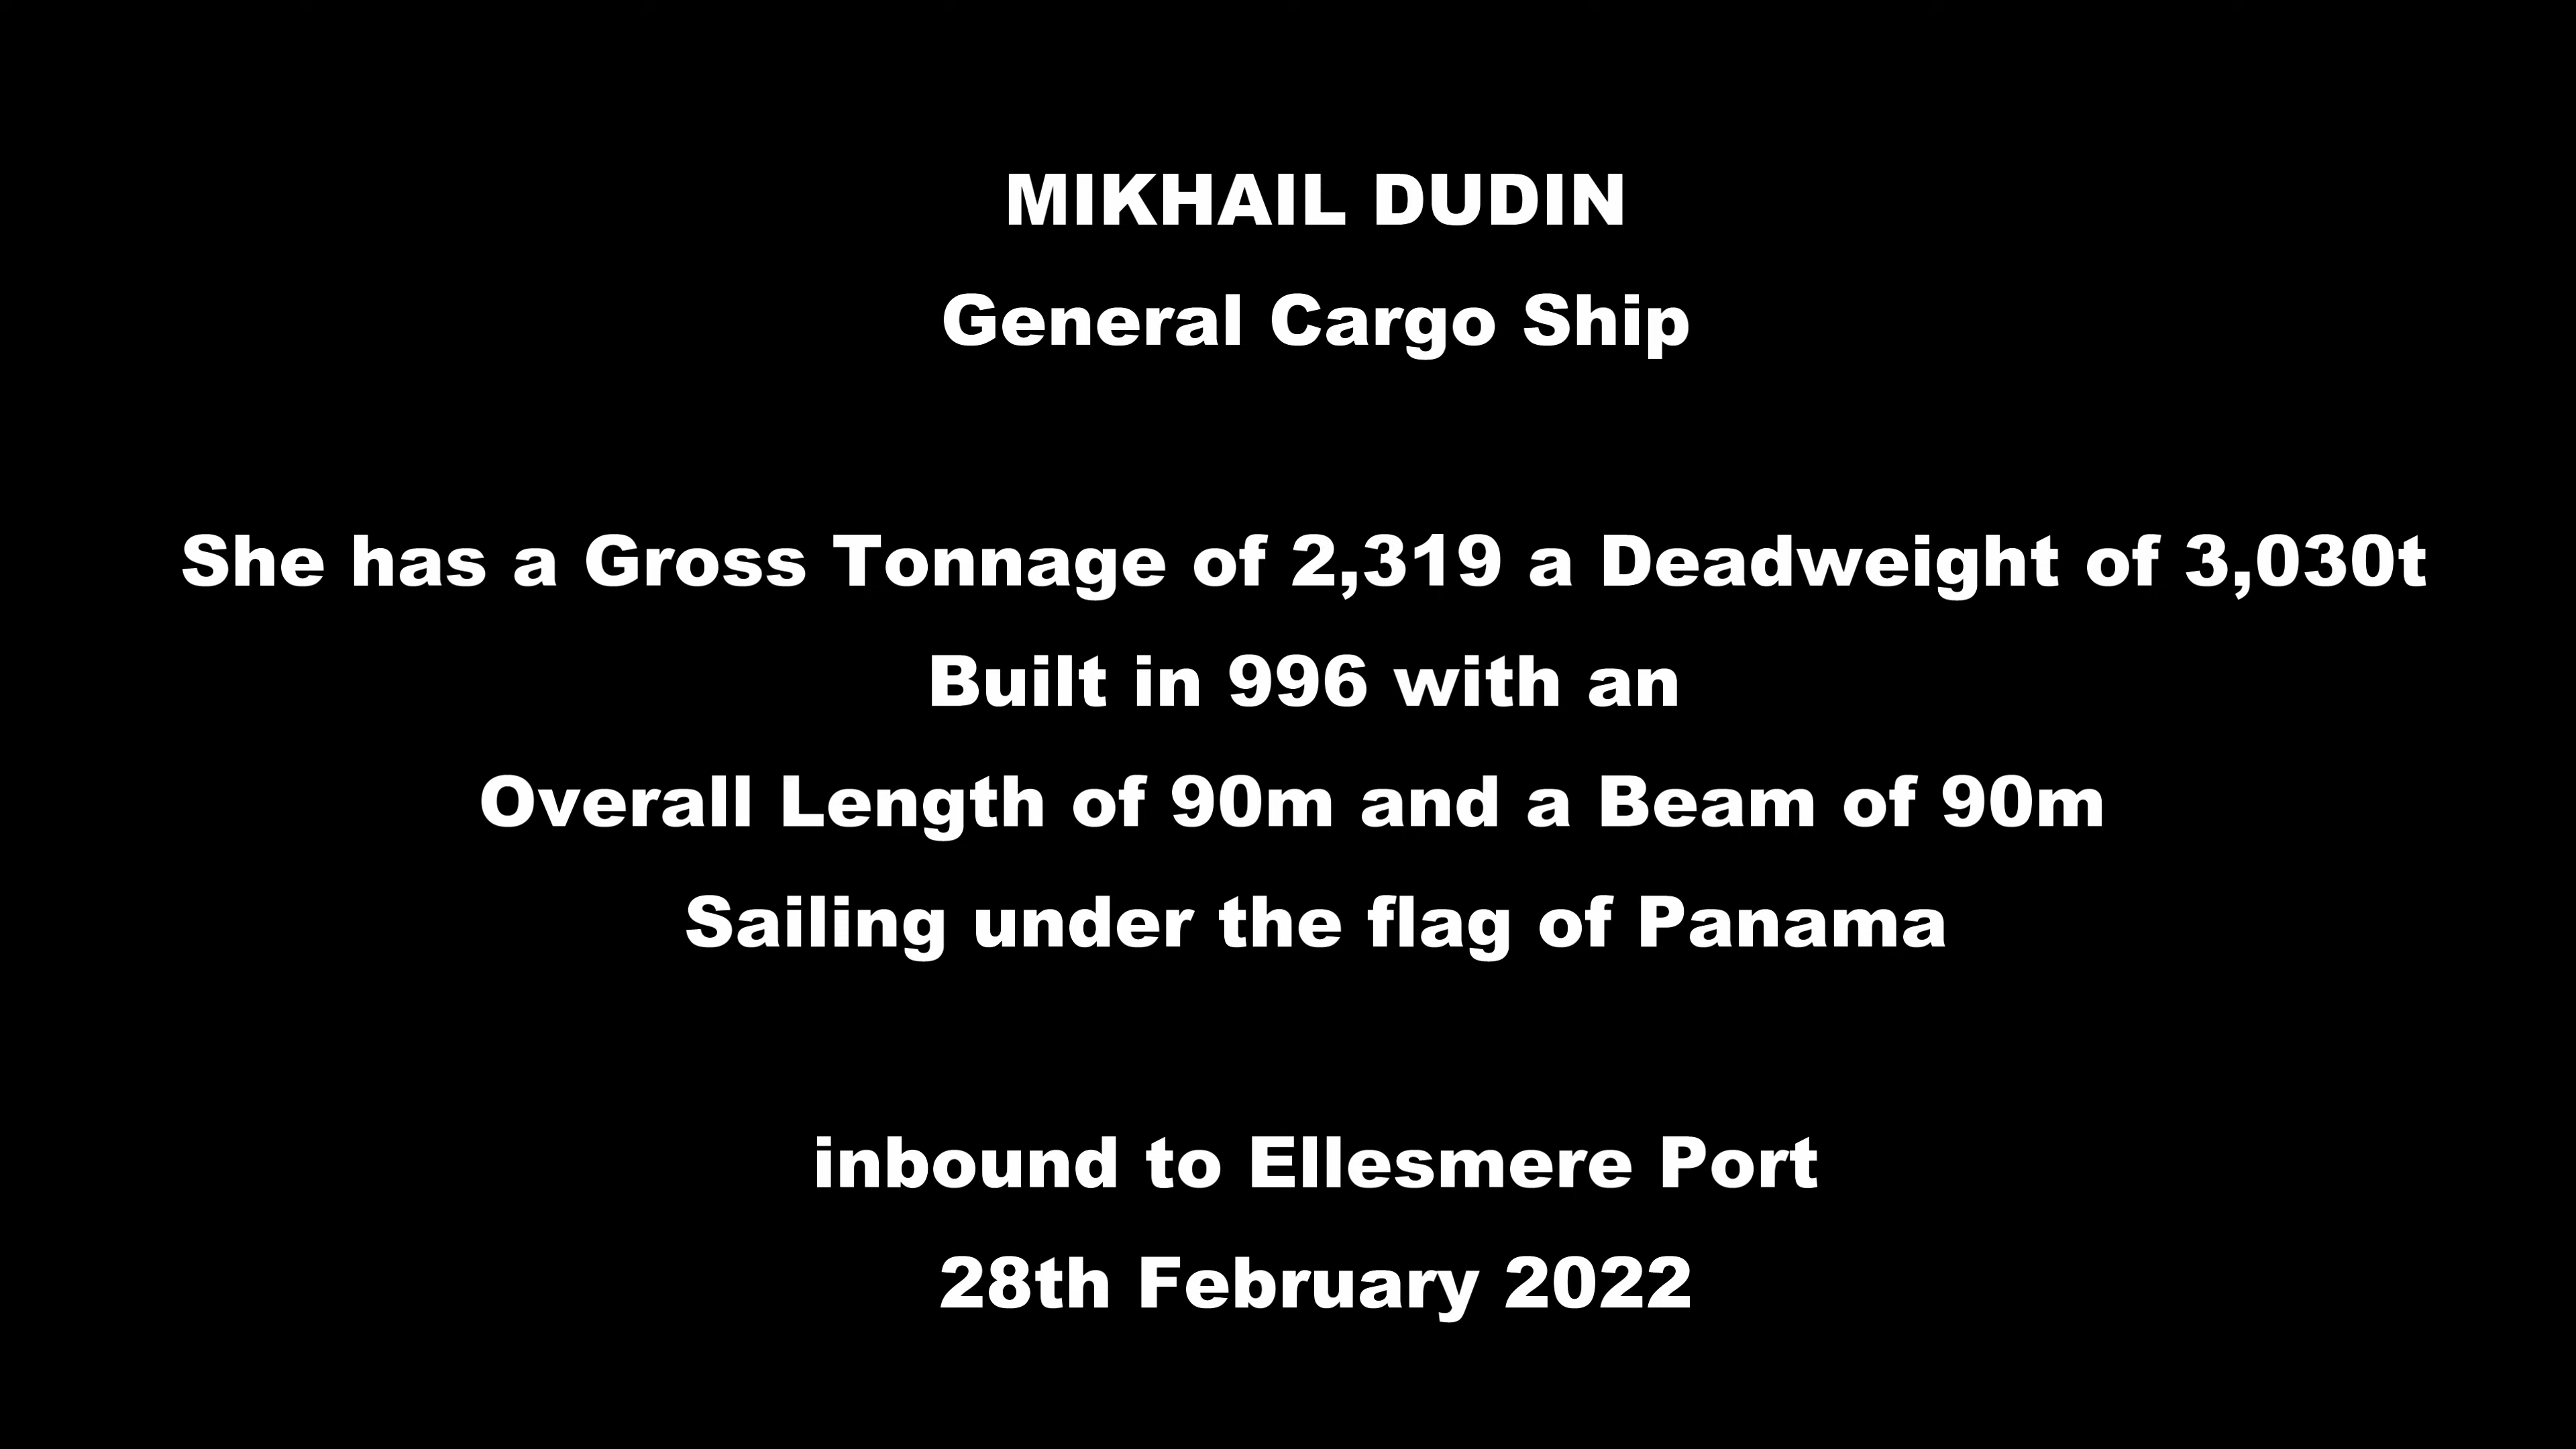 MIKHAIL DUDIN
General Cargo Ship
She has a Gross Tonnage of 2,319 a Deadweight of 3,030t
Built in 996 with an
Overall Length of 90m and a Beam of 90m
Sailing under the flag of Panama
inbound to Ellesmere Port
28th February 2022